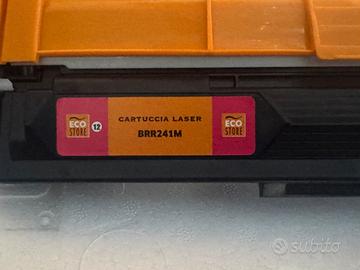 ECO
STORE
12
CARTUCCIA LASER
BRR241M
ECO
STORE
subito